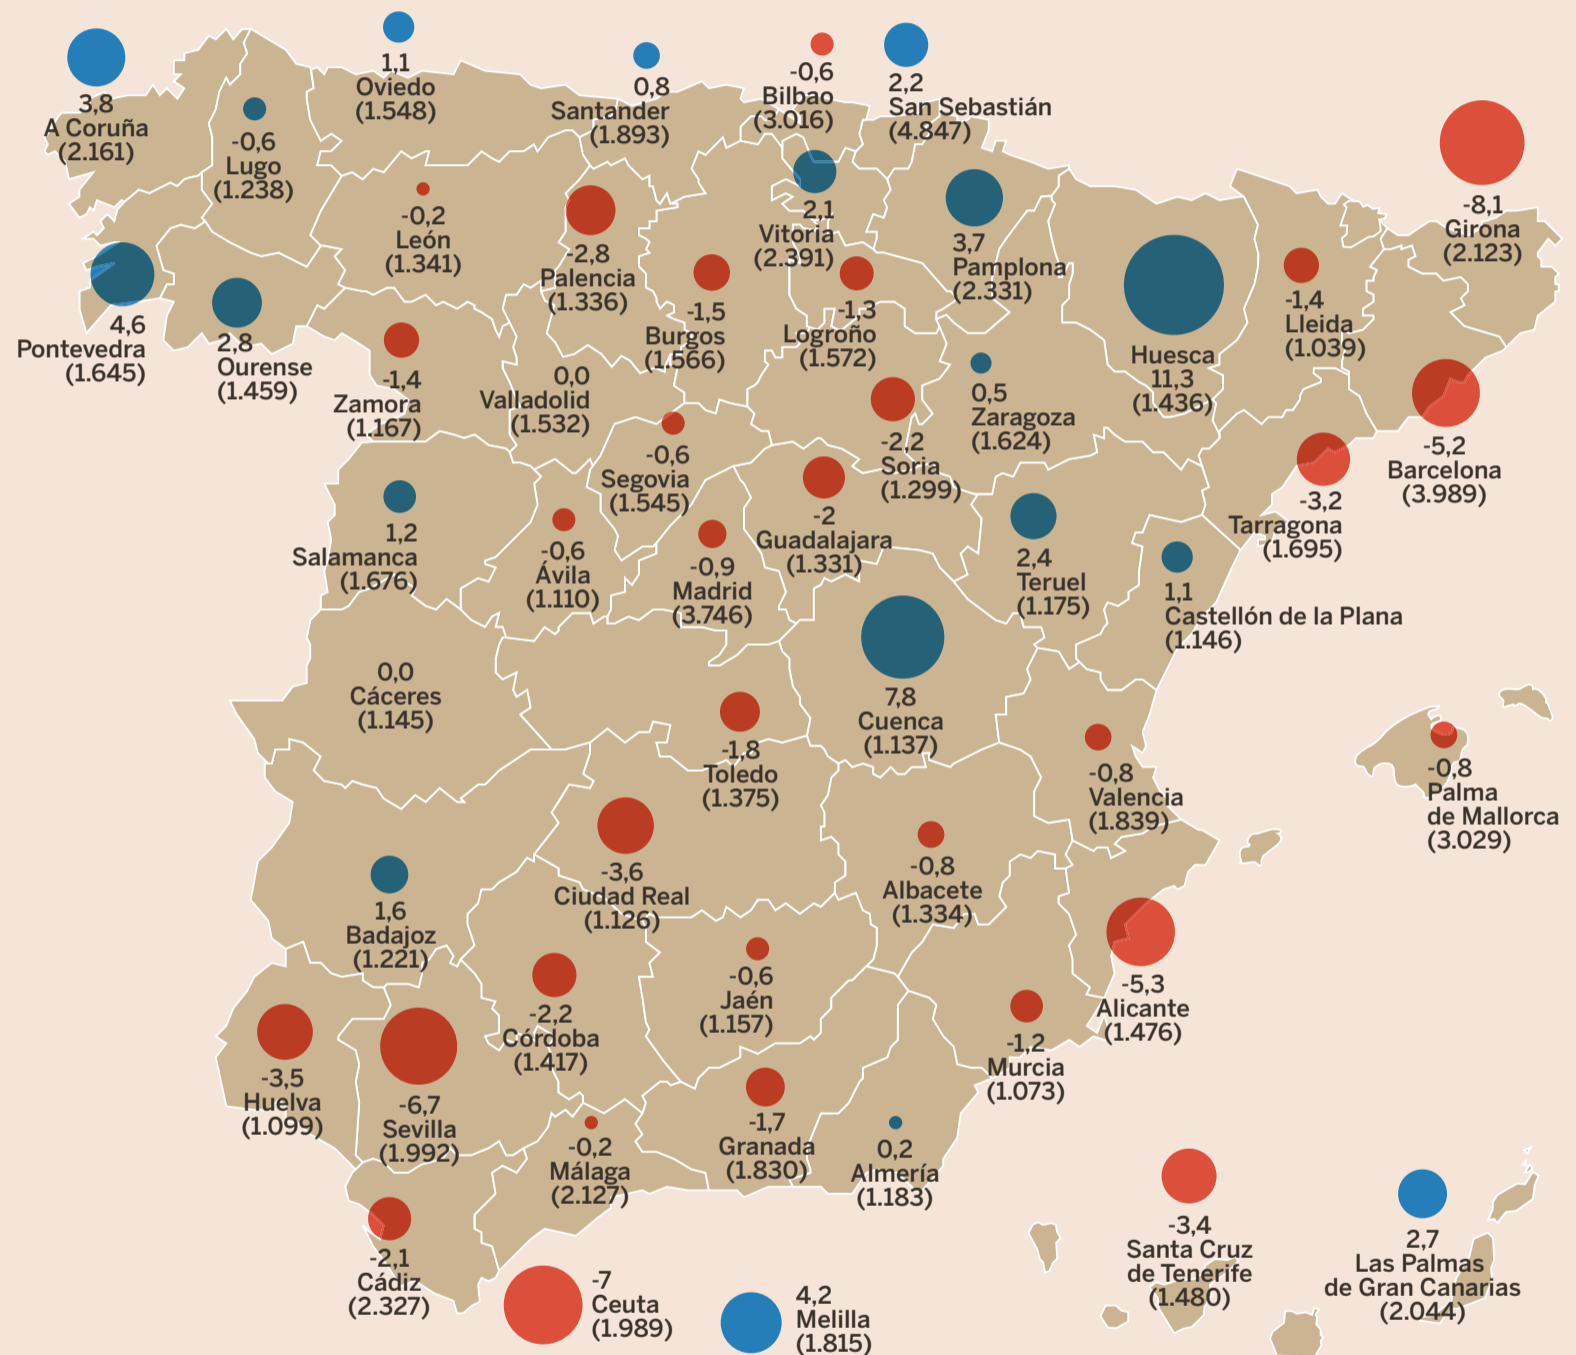 3,8
A Coruña
(2.161)
1,1
Oviedo
(1.548)
0,8
Santander
(1.893)
-0,6
Bilbao
(3.016)
2,2
San Sebastián
(4.847)
-0,6
Lugo
(1.238)
-0,2
León
(1.341)
-2,8
Palencia
(1.336)
2,1
Vitoria
(2.391)
3,7
Pamplona
(2.331)
-8,1
Girona
(2.123)
4,6
Pontevedra
(1.645)
2,8
Ourense
(1.459)
-1,5
Burgos
(1.566)
-1,3
Logroño
(1.572)
Huesca
11,3
(1.436)
-1,4
Lleida
(1.039)
-1,4
Zamora
(1.167)
0,0
Valladolid
(1.532)
0,5
Zaragoza
(1.624)
-5,2
Barcelona
(3.989)
-0,6
Segovia
(1.545)
-2,2
Soria
(1.299)
-3,2
Tarragona
(1.695)
1,2
Salamanca
(1.676)
-0,6
Ávila
(1.110)
-0,9
Madrid
(3.746)
-2
Guadalajara
(1.331)
2,4
Teruel
(1.175)
1,1
Castellón de la Plana
(1.146)
0,0
Cáceres
(1.145)
-1,8
Toledo
(1.375)
7,8
Cuenca
(1.137)
-0,8
Valencia
(1.839)
-0,8
Palma
de Mallorca
(3.029)
1,6
Badajoz
(1.221)
-3,6
Ciudad Real
(1.126)
-0,8
Albacete
(1.334)
-5,3
Alicante
(1.476)
-3,5
Huelva
(1.099)
-6,7
Sevilla
(1.992)
-2,2
Córdoba
(1.417)
-0,6
Jaén
(1.157)
-1,2
Murcia
(1.073)
-0,2
Málaga
(2.127)
-1,7
Granada
(1.830)
0,2
Almería
(1.183)
-2,1
Cádiz
(2.327)
-7
Ceuta
(1.989)
4,2
Melilla
(1.815)
-3,4
Santa Cruz
de Tenerife
(1.480)
2,7
Las Palmas
de Gran Canarias
(2.044)